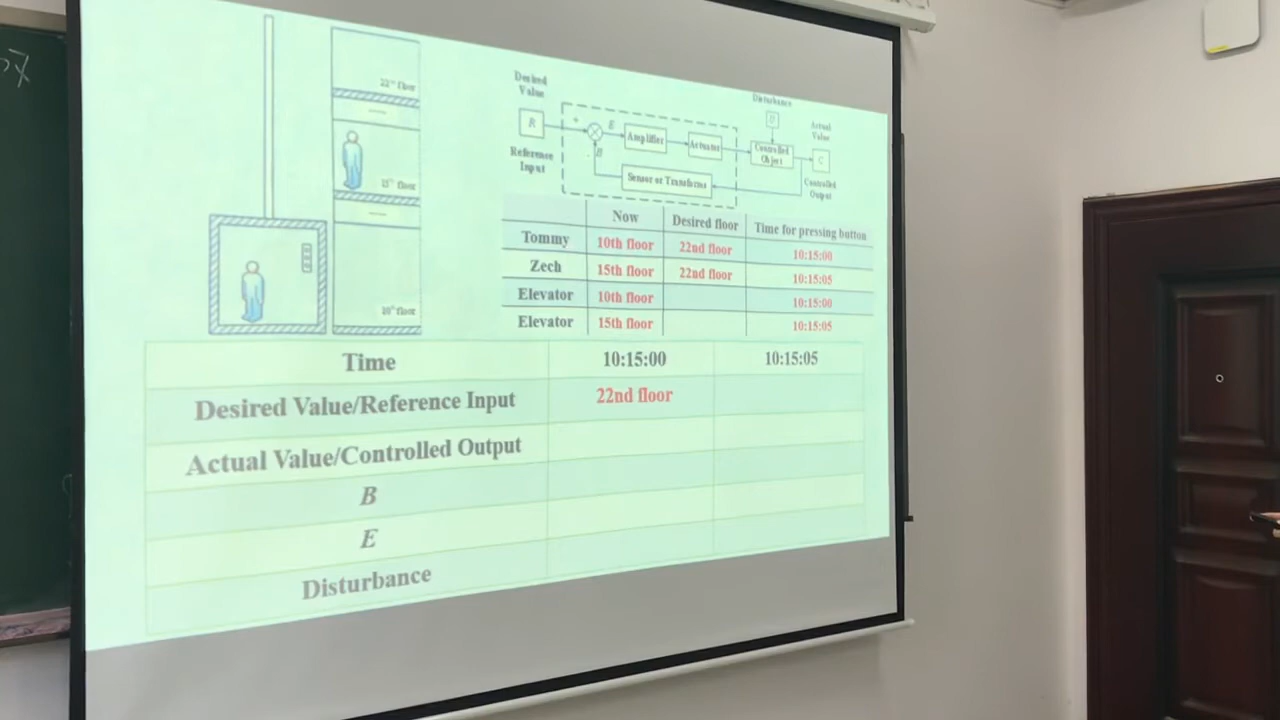 22nd floor
15th floor
10th floor
Desired
Value
R
Reference
Input
+
E
B
Amplifier
Actuator
Sensor or Transform
Disturbance
D
Controlled
Object
Actual
Value
C
Controlled
Output
Now Desired floor Time for pressing button
Tommy 10th floor 22nd floor 10:15:00
Zech 15th floor 22nd floor 10:15:05
Elevator 10th floor 10:15:00
Elevator 15th floor 10:15:05
Time 10:15:00 10:15:05
Desired Value/Reference Input 22nd floor
Actual Value/Controlled Output
B
E
Disturbance